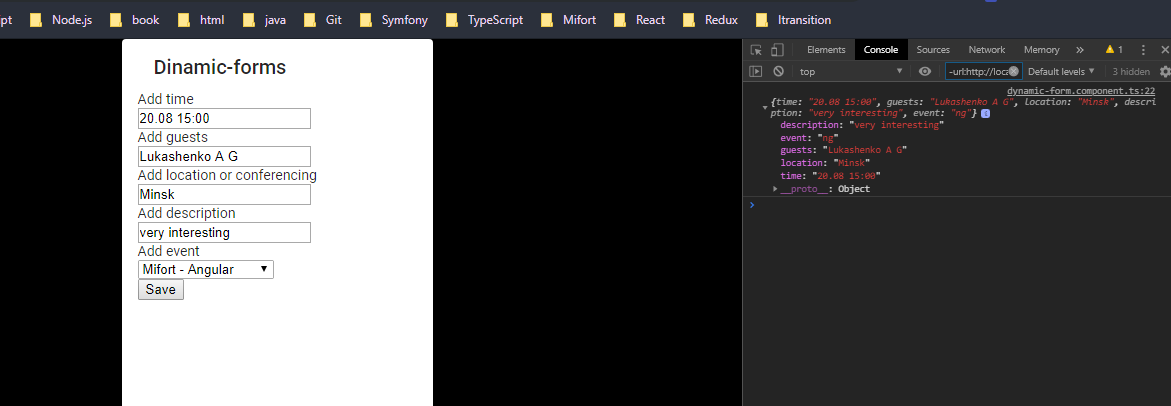 pt Node.js book html java Git Symfony TypeScript Mifort React Redux Itransition
Dinamic-forms
Add time
20.08 15:00
Add guests
Lukashenko A G
Add location or conferencing
Minsk
Add description
very interesting
Add event
Mifort - Angular
Save
Elements Console Sources Network Memory » 1
top -url:http://loca Default levels 3 hidden
dynamic-form.component.ts:22
{time: "20.08 15:00", guests: "Lukashenko A G", location: "Minsk", descri
ption: "very interesting", event: "ng"} i
description: "very interesting"
event: "ng"
guests: "Lukashenko A G"
location: "Minsk"
time: "20.08 15:00"
__proto__: Object